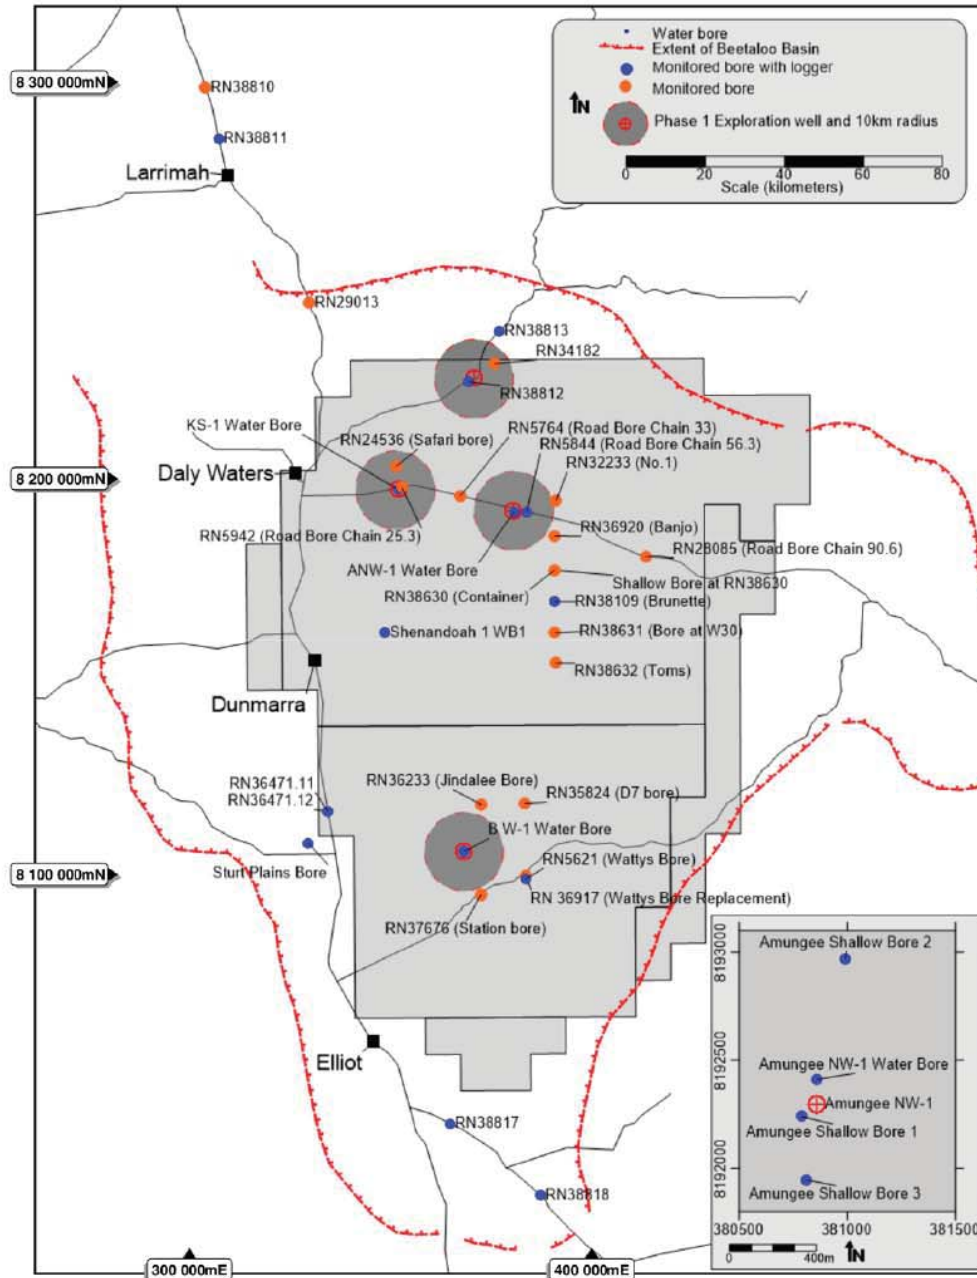 Water bore
Extent of Beetaloo Basin
Monitored bore with logger
Monitored bore
Phase 1 Exploration well and 10km radius
N
0 20 40 60 80
Scale (kilometers)
8 300 000mN
RN38810
RN38811
Larrimah
RN29013
RN38813
RN34182
RN38812
KS-1 Water Bore
RN24536 (Safari bore)
RN5764 (Road Bore Chain 33)
RN5844 (Road Bore Chain 56.3)
RN32233 (No.1)
Daly Waters
8 200 000mN
RN36920 (Banjo)
RN5942 (Road Bore Chain 25.3)
RN28085 (Road Bore Chain 90.6)
ANW-1 Water Bore
Shallow Bore at RN38630
RN38630 (Container)
RN38109 (Brunette)
Shenandoah 1 WB1
RN38631 (Bore at W30)
RN38632 (Toms)
Dunmarra
RN36471.11
RN36471.12
RN36233 (Jindalee Bore)
RN35824 (D7 bore)
B W-1 Water Bore
RN5621 (Wattys Bore)
Sturt Plains Bore
8 100 000mN
RN 36917 (Wattys Bore Replacement)
RN37676 (Station bore)
Elliot
RN38817
RN38818
300 000mE
400 000mE
Amungee Shallow Bore 2
8193000
Amungee NW-1 Water Bore
8192500
Amungee NW-1
Amungee Shallow Bore 1
8192000
Amungee Shallow Bore 3
380500 381000 381500
0 400m
N